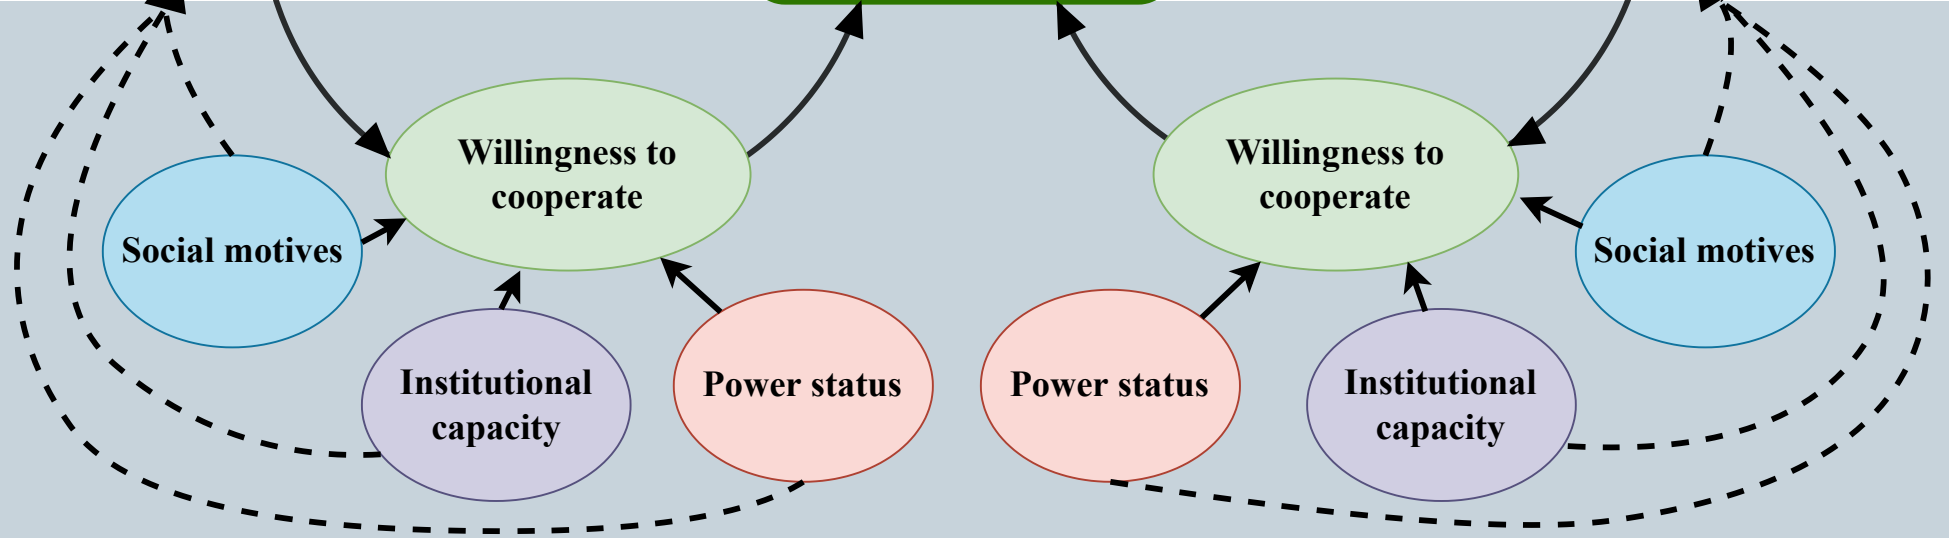 Willingness to
cooperate
Willingness to
cooperate
Social motives
Social motives
Institutional
capacity
Power status
Power status
Institutional
capacity